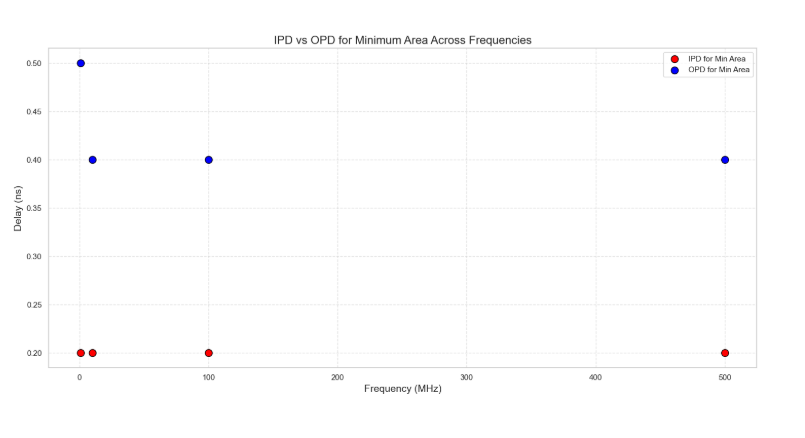 IPD vs OPD for Minimum Area Across Frequencies
IPD for Min Area
OPD for Min Area
0.50
0.45
0.40
0.35
0.30
0.25
0.20
Delay (ns)
0 100 200 300 400 500
Frequency (MHz)